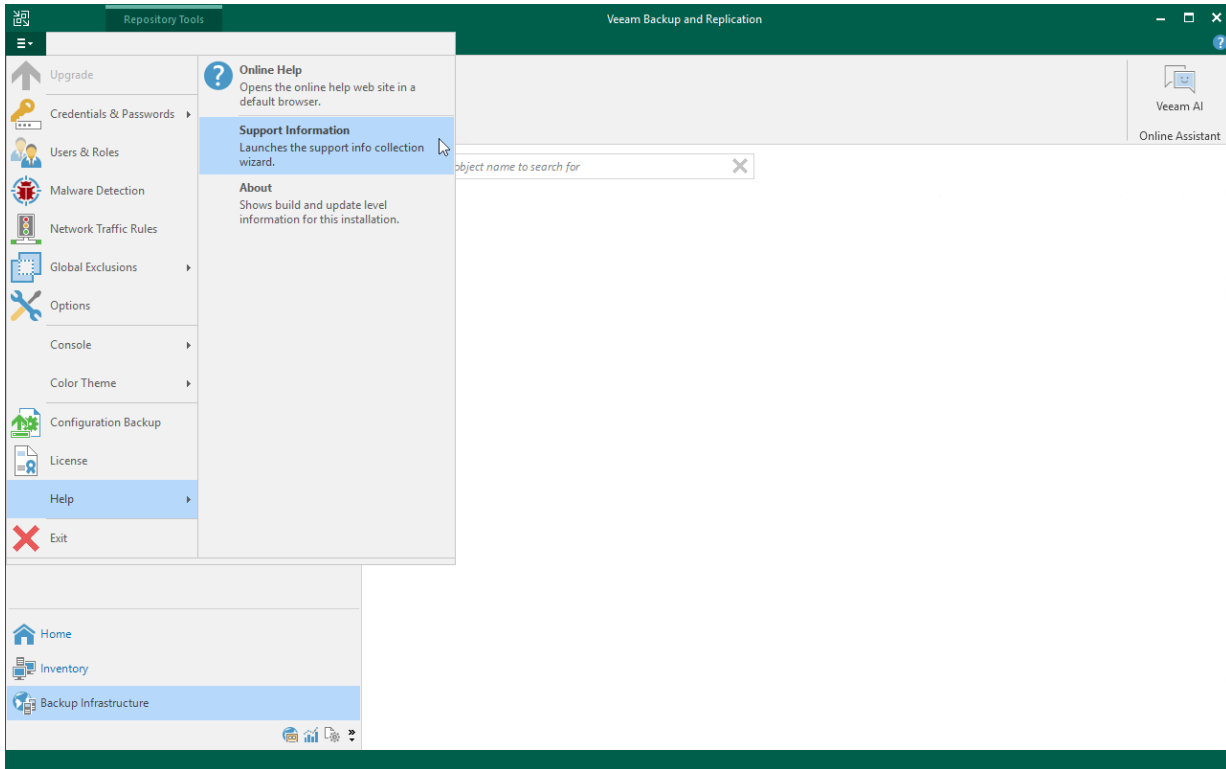 Repository Tools
Veeam Backup and Replication
Upgrade
Credentials & Passwords
Users & Roles
Malware Detection
Network Traffic Rules
Global Exclusions
Options
Console
Color Theme
Configuration Backup
License
Help
Exit
Online Help
Opens the online help web site in a
default browser.
Support Information
Launches the support info collection
wizard.
About
Shows build and update level
information for this installation.
object name to search for
Veeam AI
Online Assistant
Home
Inventory
Backup Infrastructure